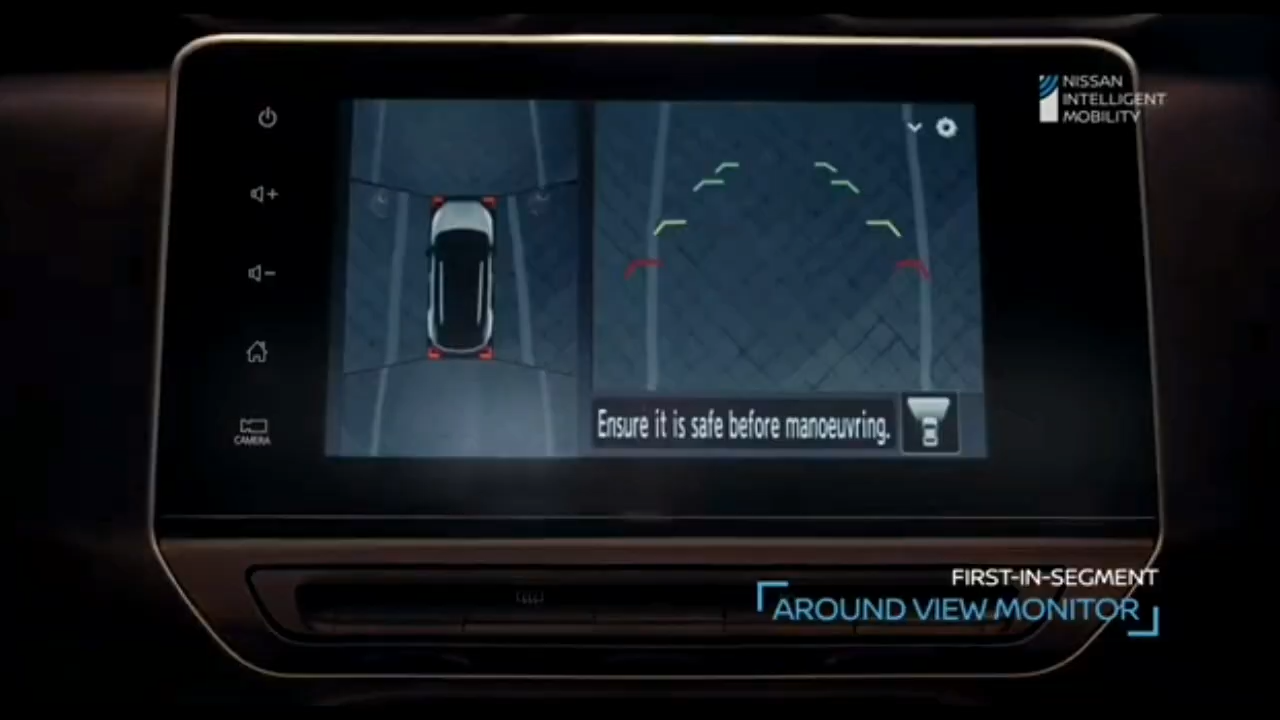 NISSAN
INTELLIGENT
MOBILITY
CAMERA
Ensure it is safe before manoeuvring.
FIRST-IN-SEGMENT
AROUND VIEW MONITOR